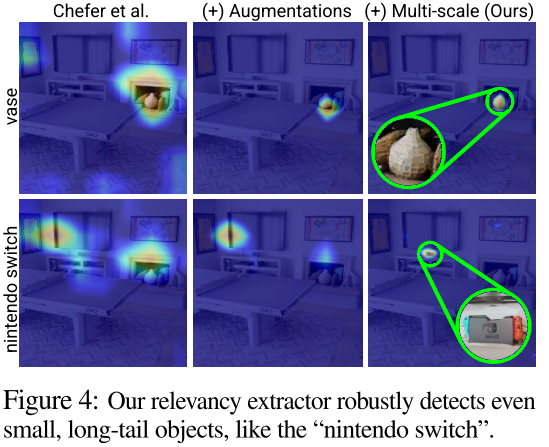 Chefer et al. (+) Augmentations (+) Multi-scale (Ours)
vase
nintendo switch
Figure 4: Our relevancy extractor robustly detects even
small, long-tail objects, like the “nintendo switch”.